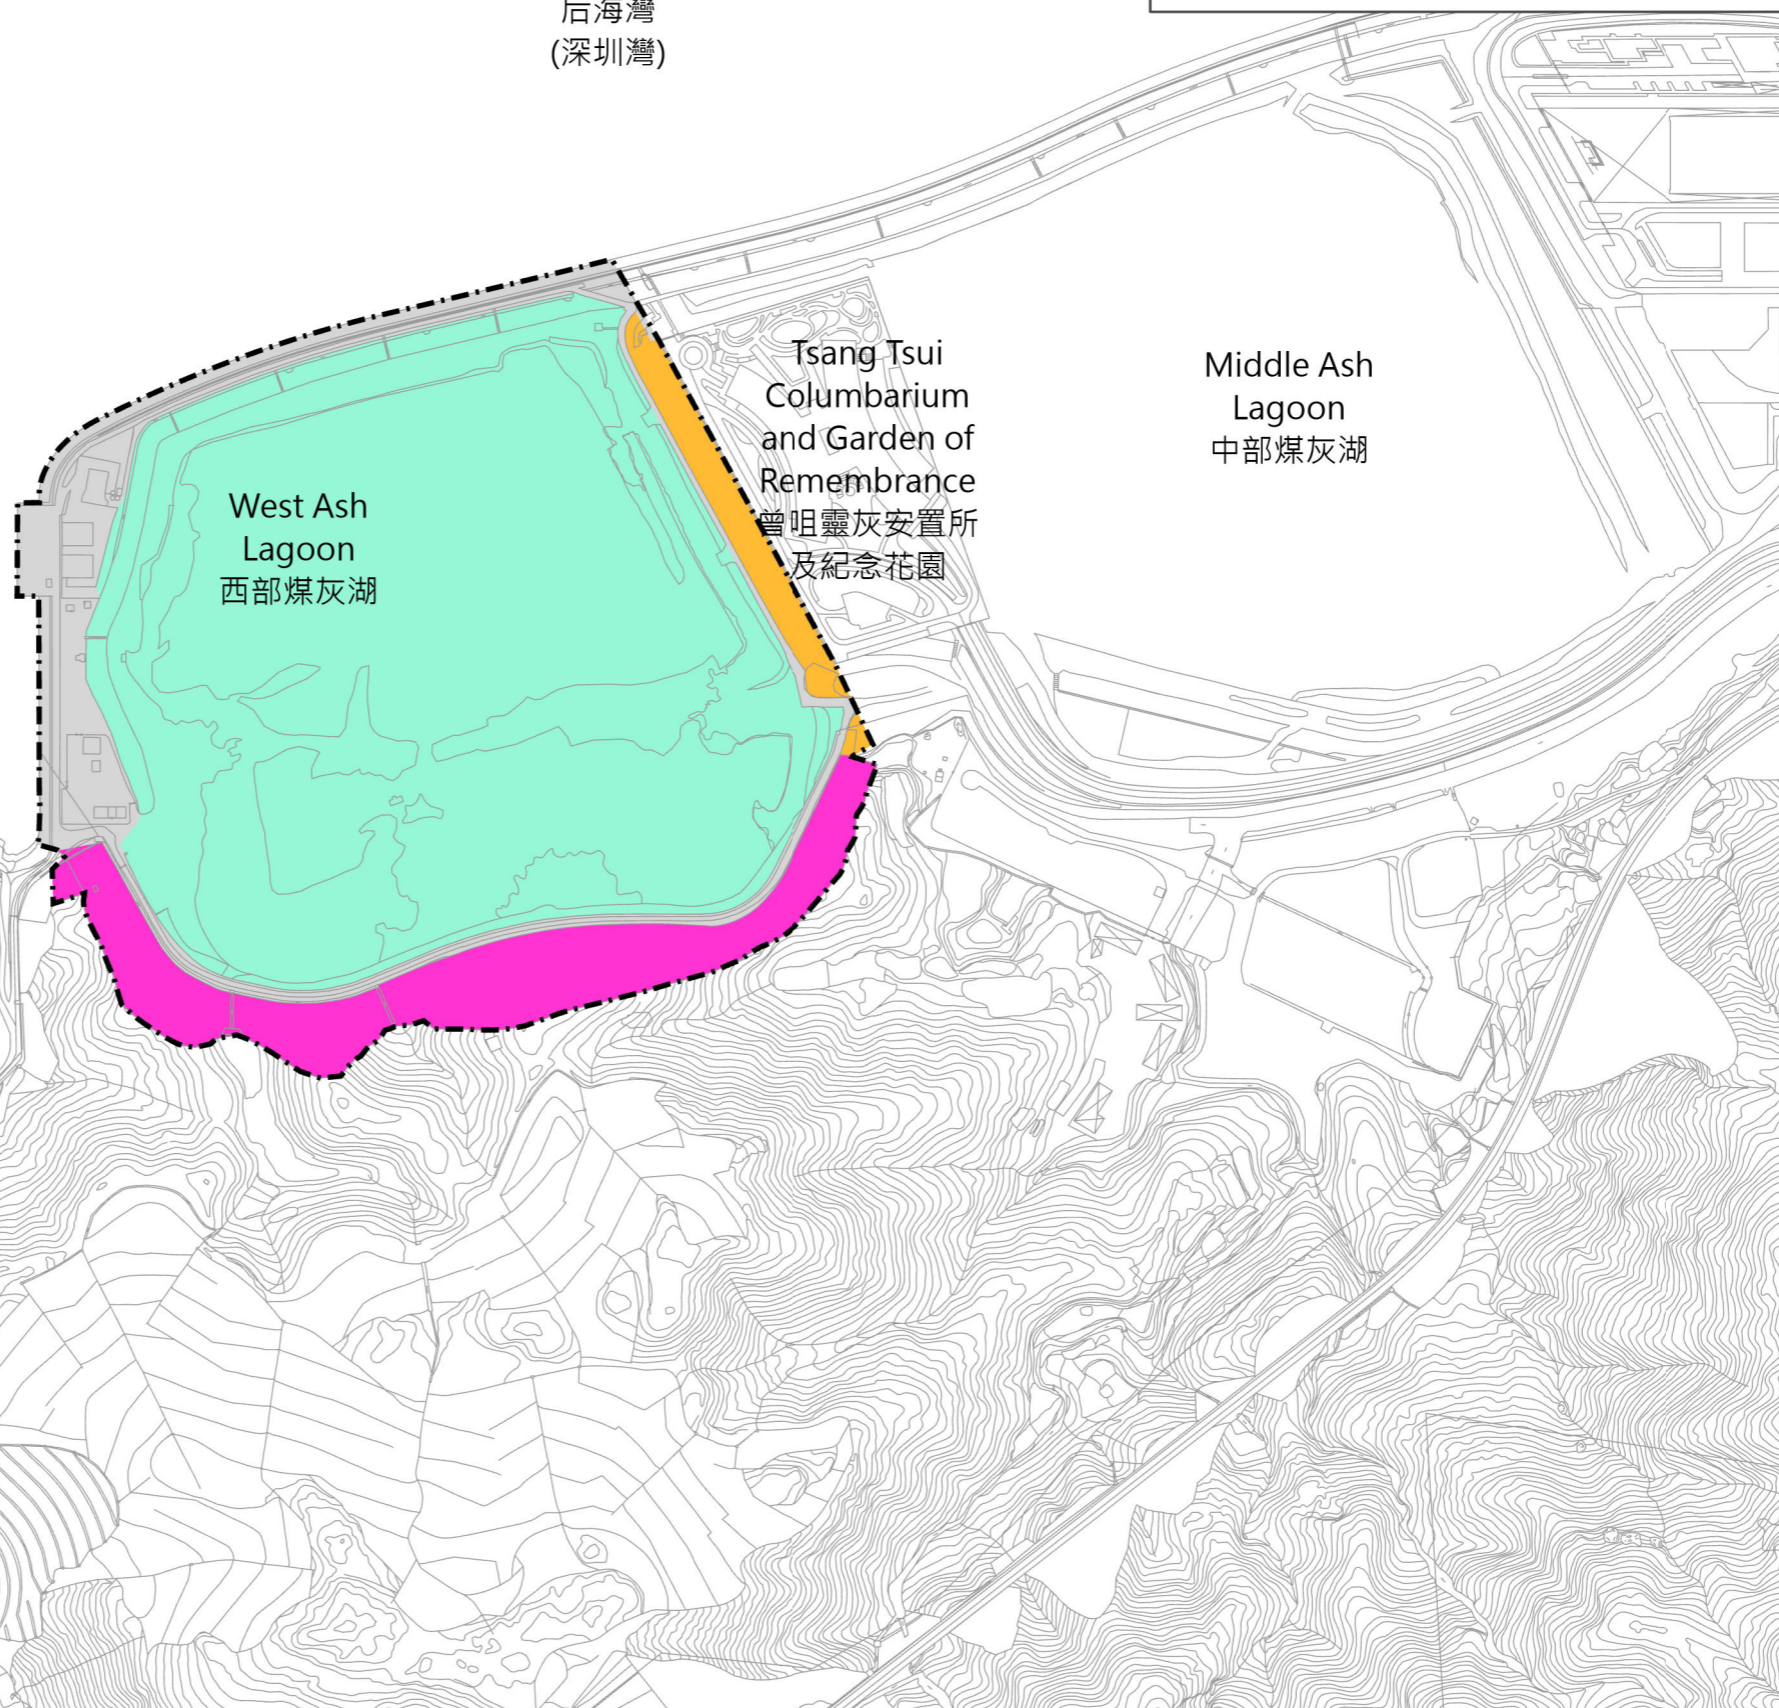 后海灣
(深圳灣)
Tsang Tsui
Columbarium
and Garden of
Remembrance
曾咀靈灰安置所
及紀念花園
Middle Ash
Lagoon
中部煤灰湖
West Ash
Lagoon
西部煤灰湖